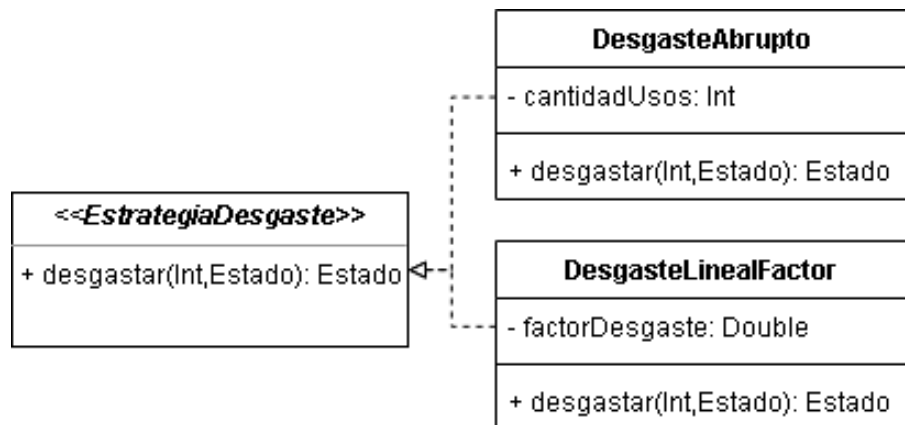 DesgasteAbrupto
- cantidadUsos: Int
+ desgastar(Int,Estado): Estado
<<EstrategiaDesgaste>>
+ desgastar(Int,Estado): Estado
DesgasteLinealFactor
- factorDesgaste: Double
+ desgastar(Int,Estado): Estado